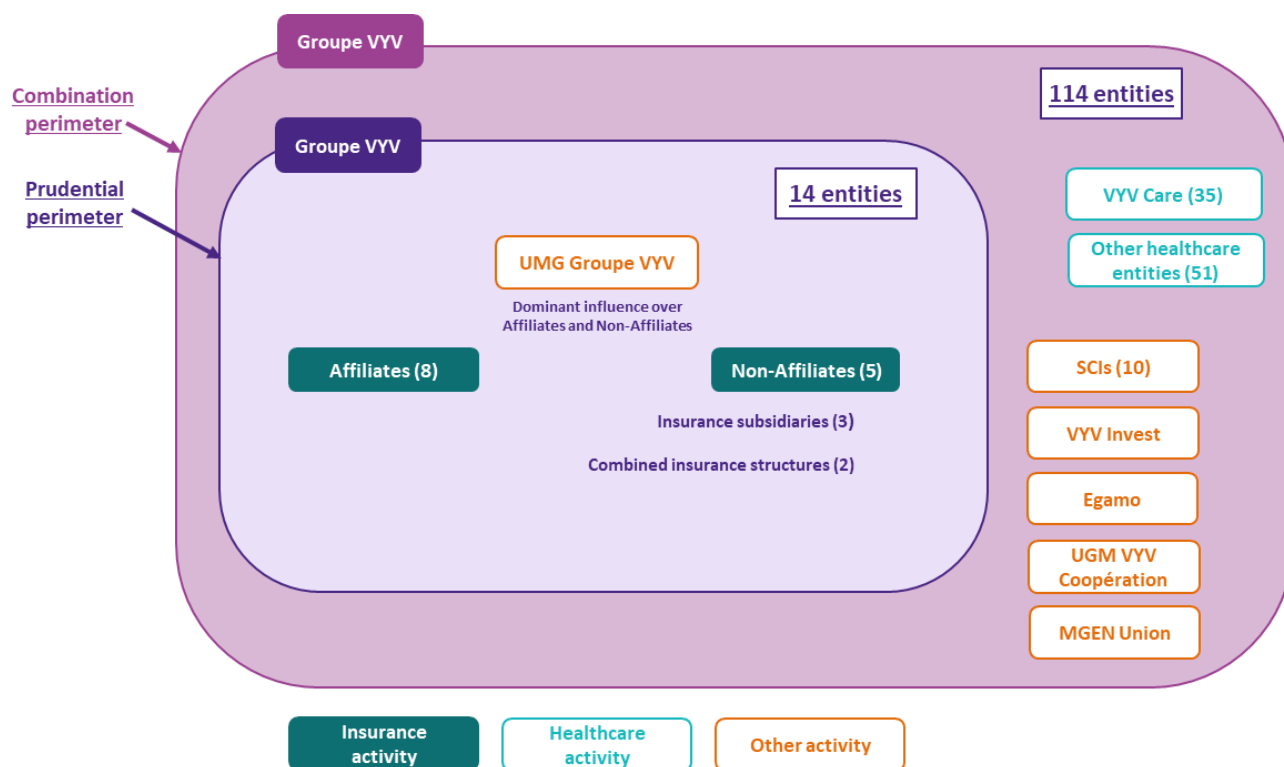 Groupe VYV
Combination
perimeter
114 entities
Groupe VYV
Prudential
perimeter
14 entities
VYV Care (35)
Other healthcare
entities (51)
UMG Groupe VYV
Dominant influence over
Affiliates and Non-Affiliates
Affiliates (8)
Non-Affiliates (5)
SCIs (10)
Insurance subsidiaries (3)
VYV Invest
Combined insurance structures (2)
Egamo
UGM VYV
Coopération
MGEN Union
Insurance
activity
Healthcare
activity
Other activity